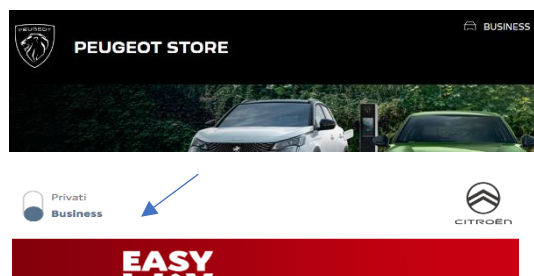 PEUGEOT
BUSINESS
PEUGEOT STORE
Privati
Business
CITROËN
EASY